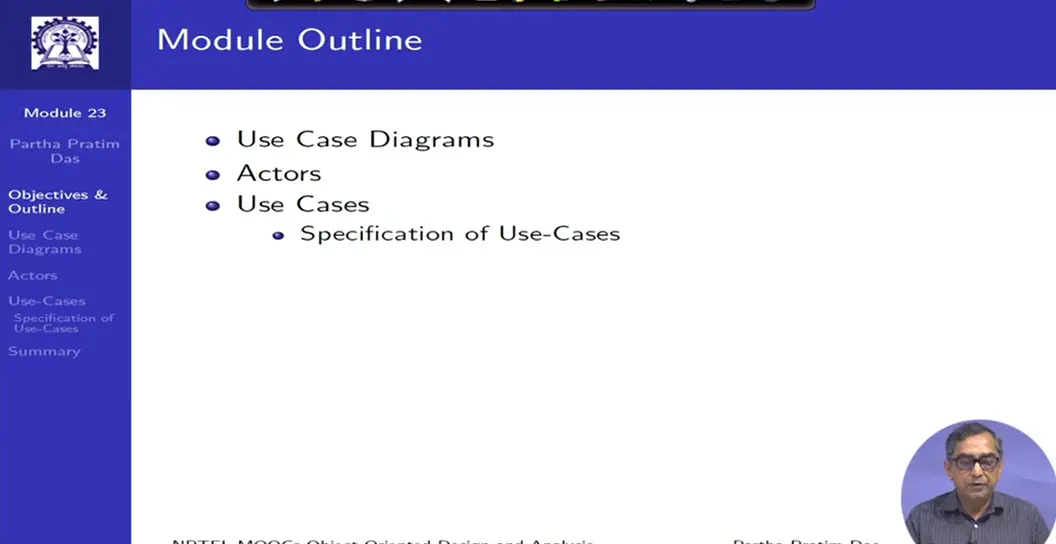 Module Outline
Module 23
Partha Pratim
Das
Objectives &
Outline
Use Case
Diagrams
Actors
Use-Cases
Specification of
Use-Cases
Summary
Use Case Diagrams
Actors
Use Cases
Specification of Use-Cases
NPTEL MOOCs Object Oriented Design and Analysis
Partha Pratim Das